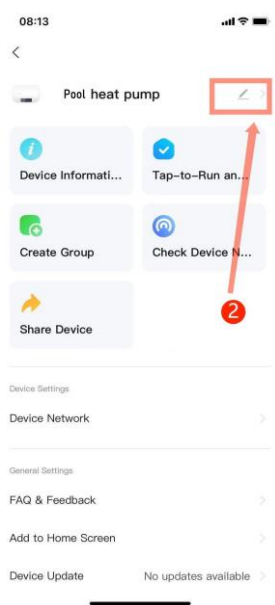 08:13
Pool heat pump
Device Informati...
Tap-to-Run an...
Create Group
Check Device N...
Share Device
2
Device Settings
Device Network
General Settings
FAQ & Feedback
Add to Home Screen
Device Update No updates available